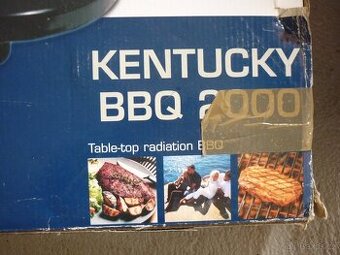 KENTUCKY
BBQ 2000
Table-top radiation BBQ